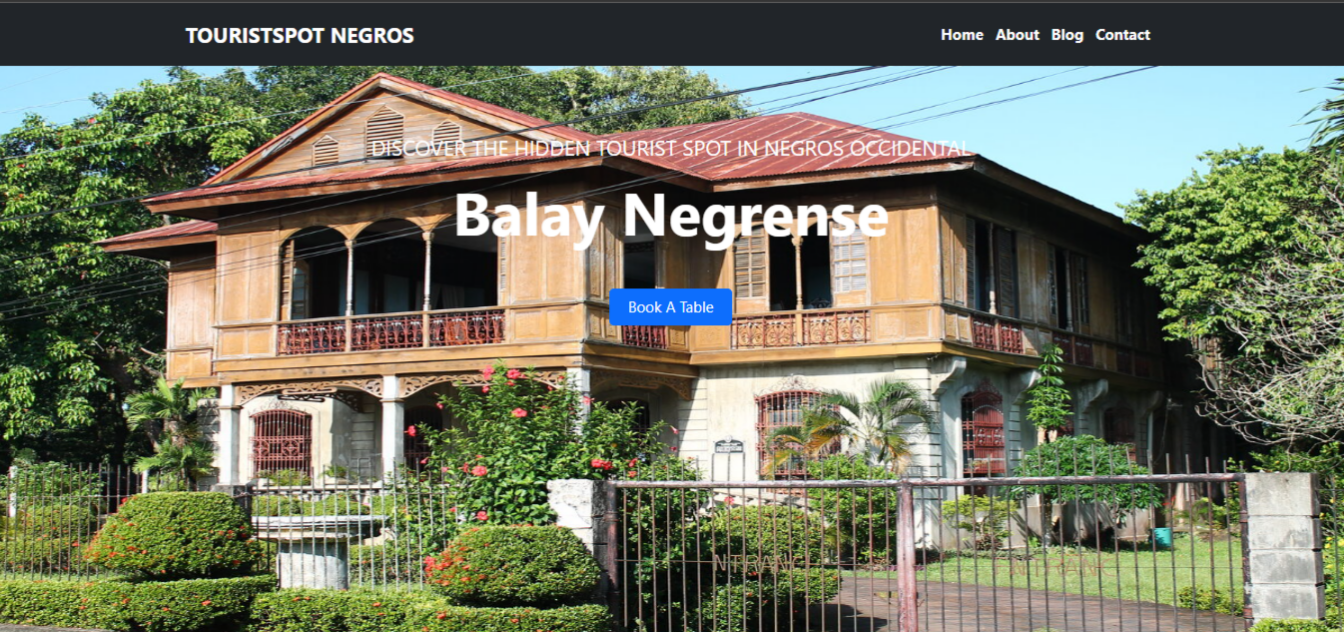 TOURISTSPOT NEGROS
Home About Blog Contact
DISCOVER THE HIDDEN TOURIST SPOT IN NEGROS OCCIDENTAL
Balay Negrense
Book A Table